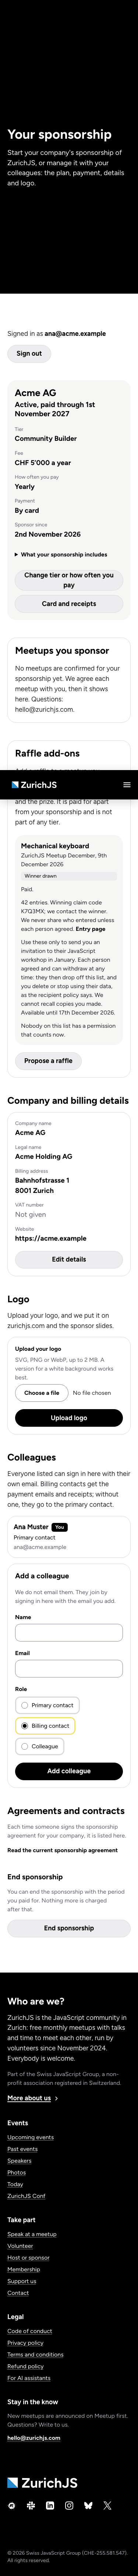 Your sponsorship
Start your company's sponsorship of
ZurichJS, or manage it with your
colleagues: the plan, payment, details
and logo.
Signed in as ana@acme.example
Sign out
Acme AG
Active, paid through 1st
November 2027
Tier
Community Builder
Fee
CHF 5'000 a year
How often you pay
Yearly
Payment
By card
Sponsor since
2nd November 2026
What your sponsorship includes
Change tier or how often you
pay
Card and receipts
Meetups you sponsor
No meetups are confirmed for your
sponsorship yet. We agree each
meetup with you, then it shows
here. Questions:
hello@zurichjs.com.
Raffle add-ons
ZurichJS
and the prize. It is paid for apart
from your sponsorship and is not
part of any tier.
Mechanical keyboard
ZurichJS Meetup December, 9th
December 2026
Winner drawn
Paid.
42 entries. Winning claim code
K7Q3MX; we contact the winner.
We never share who entered unless
each person agreed. Entry page
Use these only to send you an
invitation to their JavaScript
workshop in January. Each person
agreed and can withdraw at any
time: they then drop off this list, and
you delete or stop using their data,
as the recipient policy says. We
cannot recall copies you made.
Available until 17th December 2026.
Nobody on this list has a permission
that counts now.
Propose a raffle
Company and billing details
Company name
Acme AG
Legal name
Acme Holding AG
Billing address
Bahnhofstrasse 1
8001 Zurich
VAT number
Not given
Website
https://acme.example
Edit details
Logo
Upload your logo, and we put it on
zurichjs.com and the sponsor slides.
Upload your logo
SVG, PNG or WebP, up to 2 MB. A
version for a white background works
best.
Choose a file No file chosen
Upload logo
Colleagues
Everyone listed can sign in here with their
own email. Billing contacts get the
payment emails and receipts; without
one, they go to the primary contact.
Ana Muster You
Primary contact
ana@acme.example
Add a colleague
We do not email them. They join by
signing in here with the email you add.
Name
Email
Role
Primary contact
Billing contact
Colleague
Add colleague
Agreements and contracts
Each time someone signs the sponsorship
agreement for your company, it is listed here.
Read the current sponsorship agreement
End sponsorship
You can end the sponsorship with the period
you paid for. Nothing more is charged
after that.
End sponsorship
Who are we?
ZurichJS is the JavaScript community in
Zurich: free monthly meetups with talks
and time to meet each other, run by
volunteers since November 2024.
Everybody is welcome.
Part of the Swiss JavaScript Group, a non-
profit association registered in Switzerland.
More about us
Events
Upcoming events
Past events
Speakers
Photos
Today
ZurichJS Conf
Take part
Speak at a meetup
Volunteer
Host or sponsor
Membership
Support us
Contact
Legal
Code of conduct
Privacy policy
Terms and conditions
Refund policy
For AI assistants
Stay in the know
New meetups are announced on Meetup first.
Questions? Write to us.
hello@zurichjs.com
ZurichJS
© 2026 Swiss JavaScript Group (CHE-255.581.547).
All rights reserved.